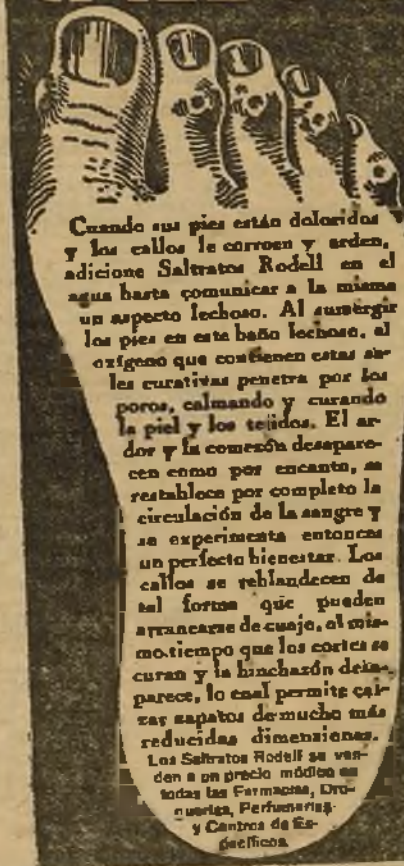 Cuando sus pies están doloridos
y los callos le corroen y arden,
adicione Saltratos Rodell en el
agua hasta comunicar a la misma
un aspecto lechoso. Al sumergir
los pies en este baño lechoso, el
oxígeno que contienen estas sa-
les curativas penetra por los
poros, calmando y curando
la piel y los tejidos. El ar-
dor y la comezón desapare-
cen como por encanto, se
restablece por completo la
circulación de la sangre y
se experimenta entonces
un perfecto bienestar. Los
callos se reblandecen de
tal forma que pueden
arrancarse de cuajo, al mis-
mo tiempo que los cortes se
curan y la hinchazón desa-
parece, lo cual permite cal-
zar zapatos de mucho más
reducidas dimensiones.
Los Saltratos Rodell se ven-
den a un precio módico en
todas las Farmacias, Dro-
guerías, Perfumerías
y Centros de Es-
pecíficos.